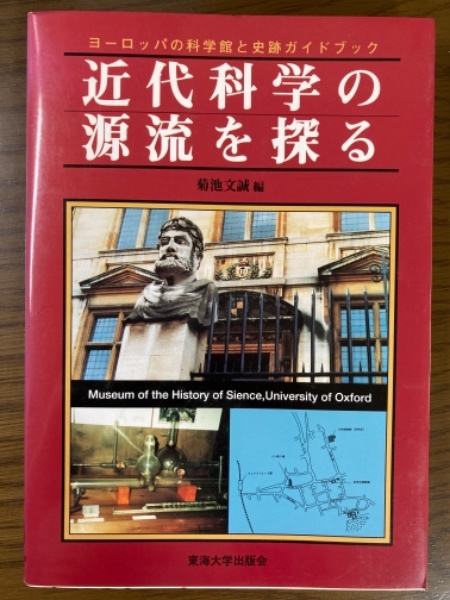 ヨーロッパの科学館と史跡ガイドブック
近代科学の
源流を探る
菊池文誠 編
Museum of the History of Sience,University of Oxford
東海大学出版会